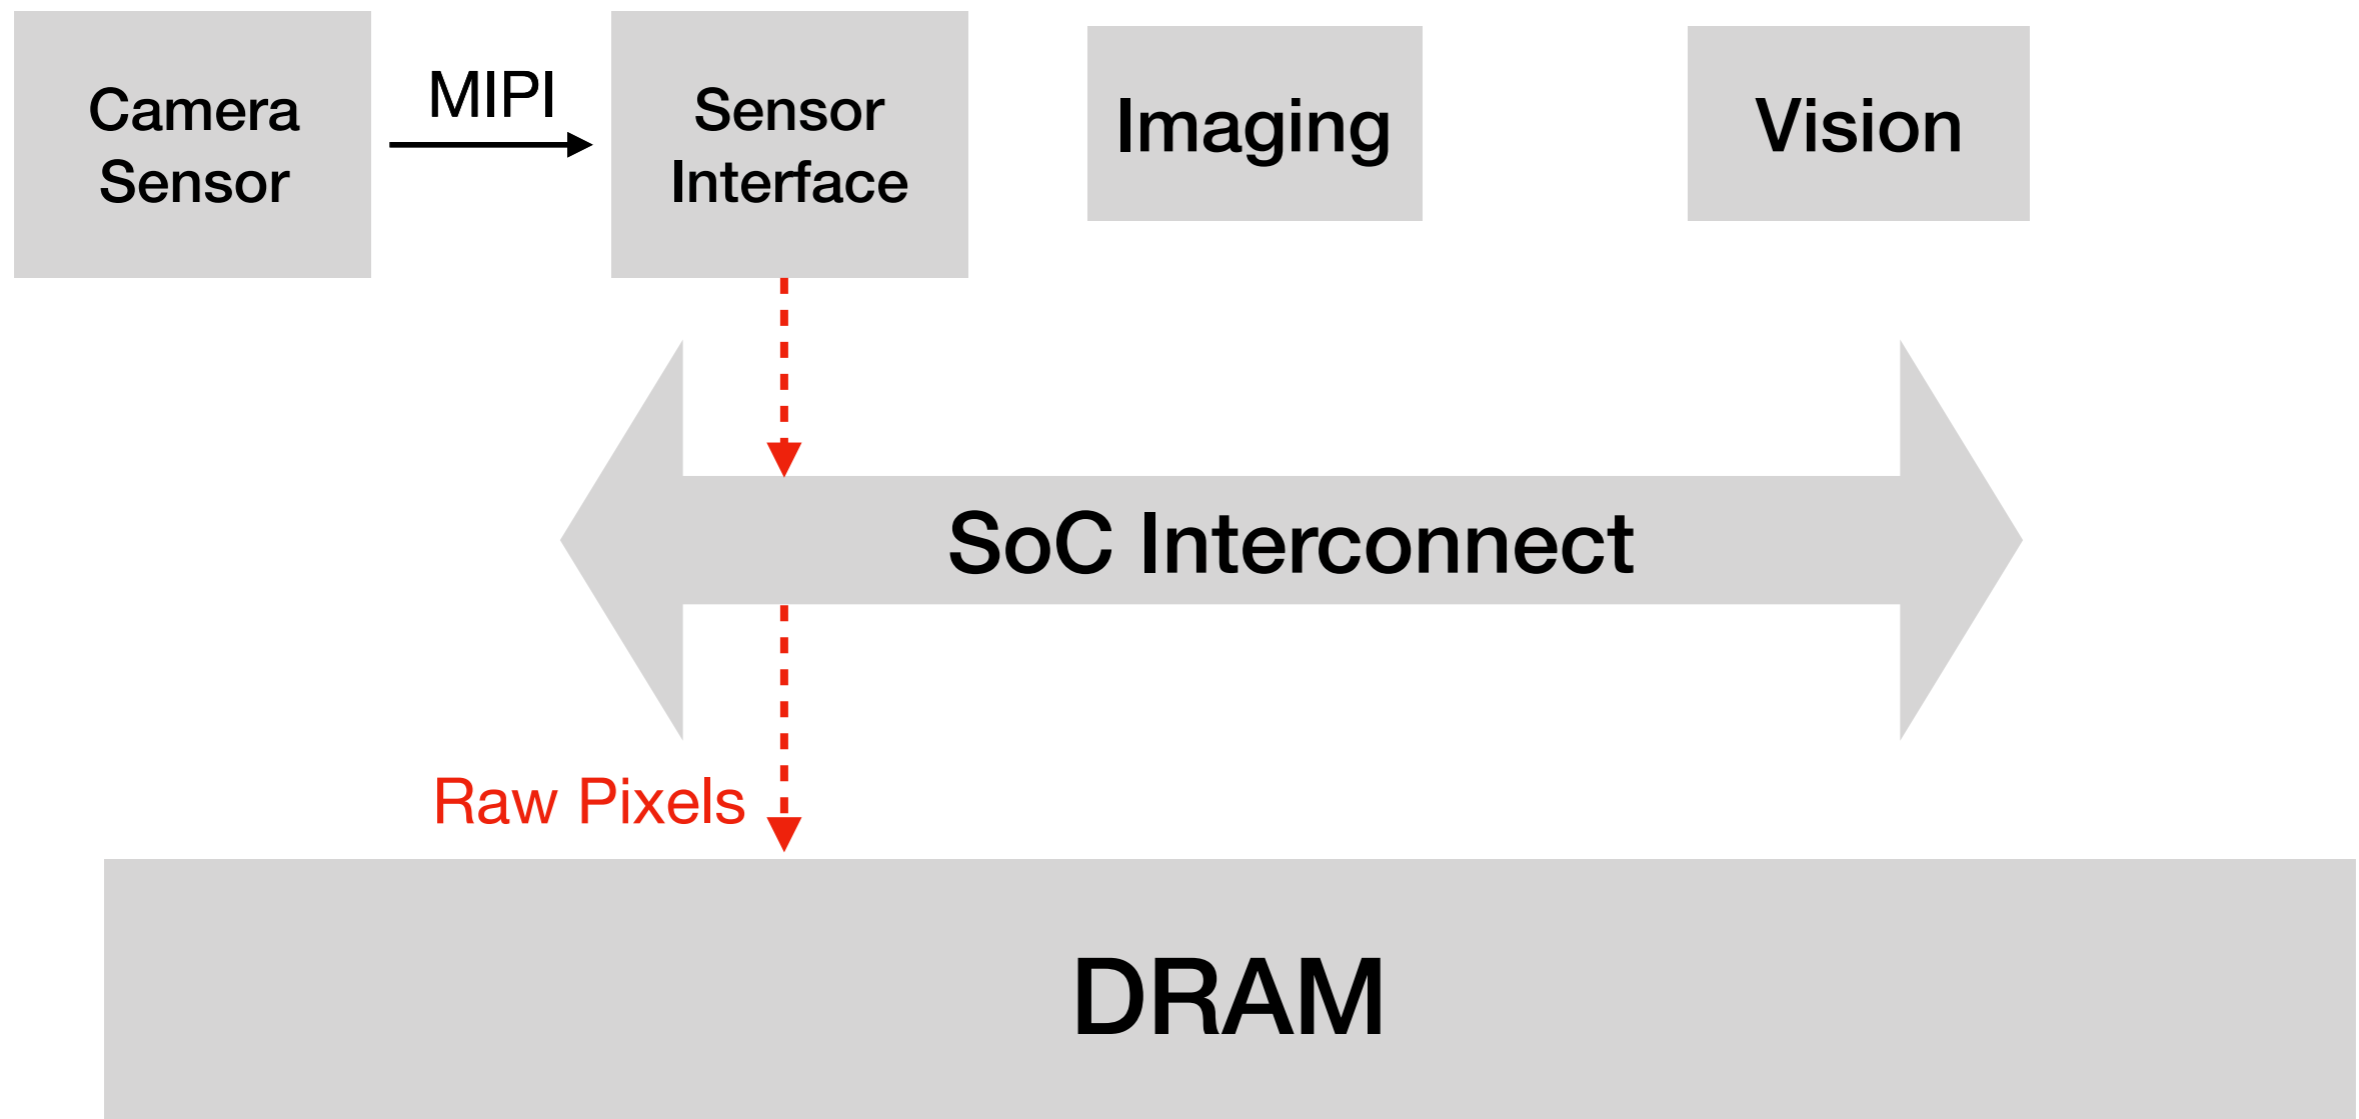 Camera
Sensor
MIPI
Sensor
Interface
Imaging
Vision
SoC Interconnect
Raw Pixels
DRAM